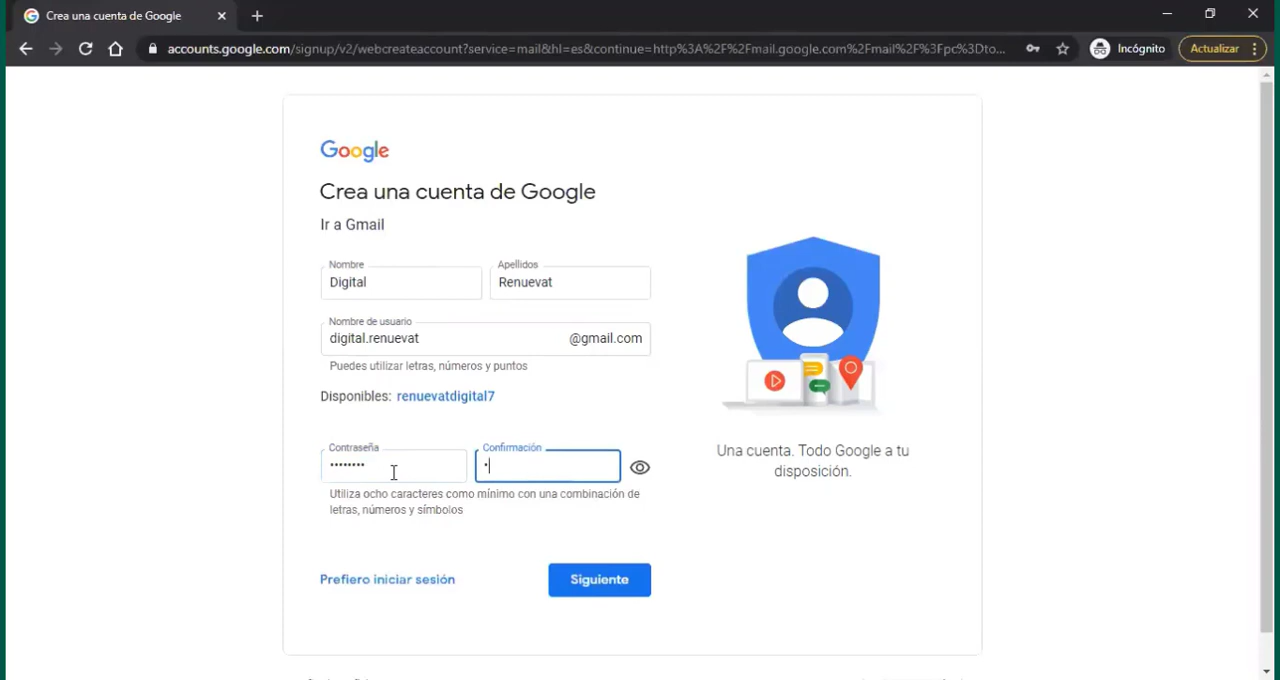 Crea una cuenta de Google
accounts.google.com/signup/v2/webcreateaccount?service=mail&hl=es&continue=http%3A%2F%2Fmail.google.com%2Fmail%2F%3Fpc%3Dto...
Incógnito
Actualizar
Google
Crea una cuenta de Google
Ir a Gmail
Nombre
Apellidos
Digital
Renuevat
Nombre de usuario
digital.renuevat
@gmail.com
Puedes utilizar letras, números y puntos
Disponibles: renuevatdigital7
Contraseña
Confirmación
••••••••
•
Utiliza ocho caracteres como mínimo con una combinación de
letras, números y símbolos
Prefiero iniciar sesión
Siguiente
Una cuenta. Todo Google a tu
disposición.